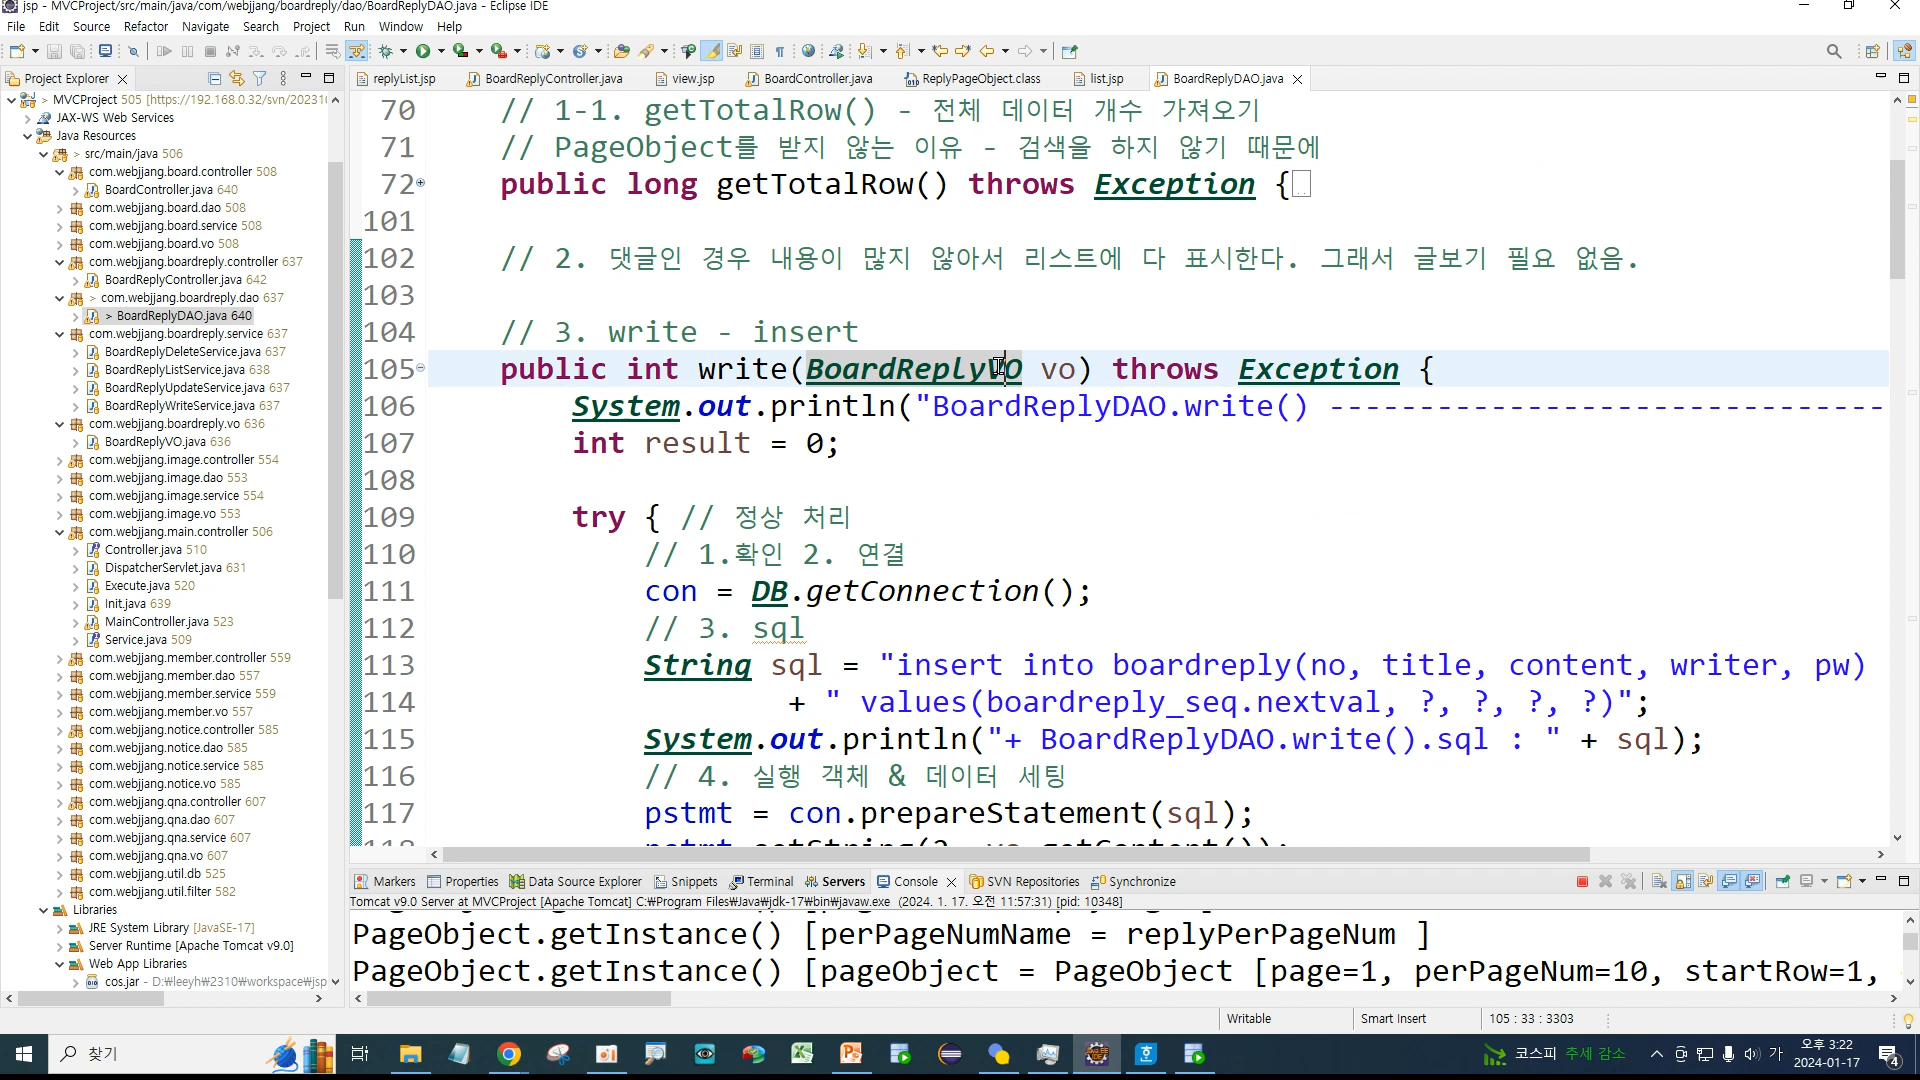 jsp - MVCProject/src/main/java/com/webjjang/boardreply/dao/BoardReplyDAO.java - Eclipse IDE
File Edit Source Refactor Navigate Search Project Run Window Help
Project Explorer
MVCProject 505 [https://192.168.0.32/svn/20231
JAX-WS Web Services
Java Resources
> src/main/java 506
com.webjjang.board.controller 508
BoardController.java 640
com.webjjang.board.dao 508
com.webjjang.board.service 508
com.webjjang.board.vo 508
com.webjjang.boardreply.controller 637
BoardReplyController.java 642
> com.webjjang.boardreply.dao 637
> BoardReplyDAO.java 640
com.webjjang.boardreply.service 637
BoardReplyDeleteService.java 637
BoardReplyListService.java 638
BoardReplyUpdateService.java 637
BoardReplyWriteService.java 637
com.webjjang.boardreply.vo 636
BoardReplyVO.java 636
com.webjjang.image.controller 554
com.webjjang.image.dao 553
com.webjjang.image.service 554
com.webjjang.image.vo 553
com.webjjang.main.controller 506
Controller.java 510
DispatcherServlet.java 631
Execute.java 520
Init.java 639
MainController.java 523
Service.java 509
com.webjjang.member.controller 559
com.webjjang.member.dao 557
com.webjjang.member.service 559
com.webjjang.member.vo 557
com.webjjang.notice.controller 585
com.webjjang.notice.dao 585
com.webjjang.notice.service 585
com.webjjang.notice.vo 585
com.webjjang.qna.controller 607
com.webjjang.qna.dao 607
com.webjjang.qna.service 607
com.webjjang.qna.vo 607
com.webjjang.util.db 525
com.webjjang.util.filter 582
Libraries
JRE System Library [JavaSE-17]
Server Runtime [Apache Tomcat v9.0]
Web App Libraries
cos.jar - D:₩leeyh₩2310₩workspace₩jsp
replyList.jsp BoardReplyController.java view.jsp BoardController.java ReplyPageObject.class list.jsp BoardReplyDAO.java
70 // 1-1. getTotalRow() - 전체 데이터 개수 가져오기
71 // PageObject를 받지 않는 이유 - 검색을 하지 않기 때문에
72 public long getTotalRow() throws Exception {
101
102 // 2. 댓글인 경우 내용이 많지 않아서 리스트에 다 표시한다. 그래서 글보기 필요 없음.
103
104 // 3. write - insert
105 public int write(BoardReplyVO vo) throws Exception {
106 System.out.println("BoardReplyDAO.write() -------------------------------
107 int result = 0;
108
109 try { // 정상 처리
110 // 1.확인 2. 연결
111 con = DB.getConnection();
112 // 3. sql
113 String sql = "insert into boardreply(no, title, content, writer, pw)
114 + " values(boardreply_seq.nextval, ?, ?, ?, ?)";
115 System.out.println("+ BoardReplyDAO.write().sql : " + sql);
116 // 4. 실행 객체 & 데이터 세팅
117 pstmt = con.prepareStatement(sql);
Markers Properties Data Source Explorer Snippets Terminal Servers Console SVN Repositories Synchronize
Tomcat v9.0 Server at MVCProject [Apache Tomcat] C:₩Program Files₩Java₩jdk-17₩bin₩javaw.exe (2024. 1. 17. 오전 11:57:31) [pid: 10348]
PageObject.getInstance() [perPageNumName = replyPerPageNum ]
PageObject.getInstance() [pageObject = PageObject [page=1, perPageNum=10, startRow=1,
Writable Smart Insert 105 : 33 : 3303
찾기
코스피 추세 감소
가
오후 3:22
2024-01-17
4